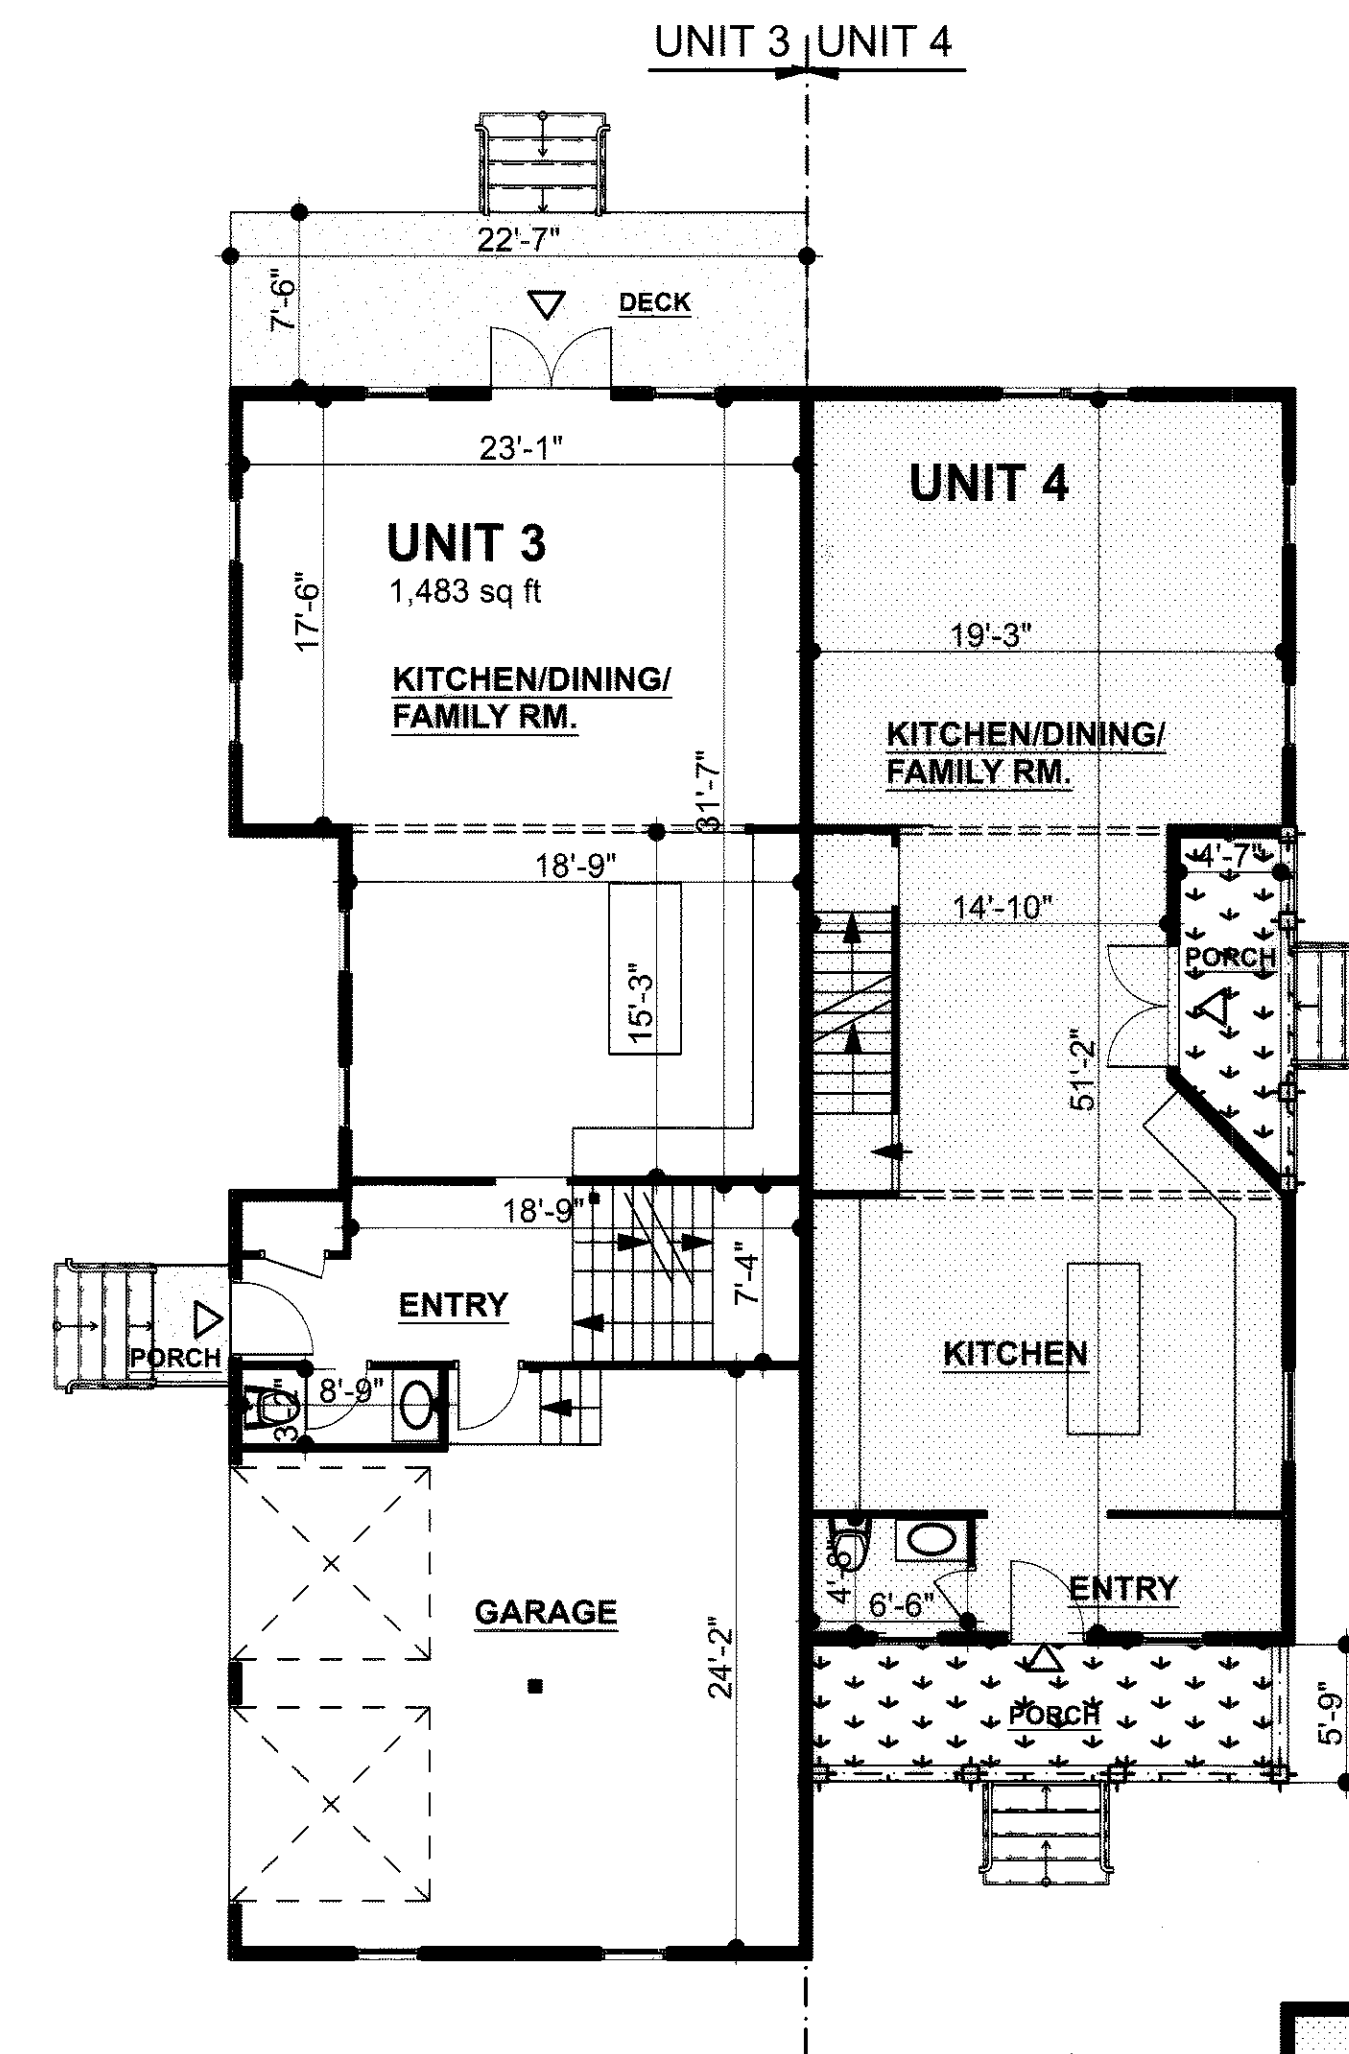 UNIT 3 UNIT 4
22'-7"
7'-6"
DECK
23'-1"
UNIT 4
UNIT 3
1,483 sq ft
17'-6"
19'-3"
KITCHEN/DINING/
FAMILY RM.
KITCHEN/DINING/
FAMILY RM.
31'-7"
18'-9"
4'-7"
14'-10"
PORCH
15'-3"
51'-2"
18'-9"
7'-4"
ENTRY
PORCH
KITCHEN
8'-9"
3'-2"
4'-8"
6'-6"
ENTRY
GARAGE
24'-2"
PORCH
5'-9"